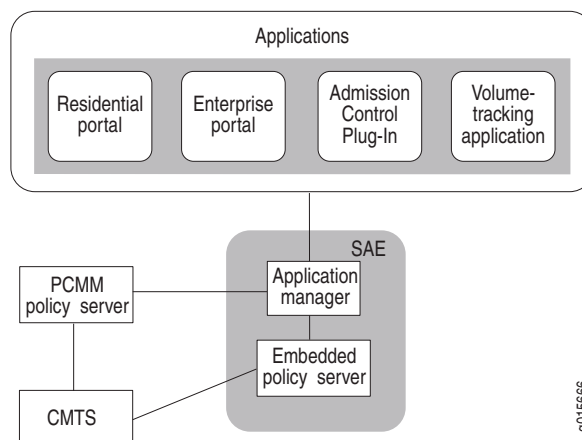 Applications
Residential
portal
Enterprise
portal
Admission
Control
Plug-In
Volume-
tracking
application
SAE
PCMM
policy server
Application
manager
Embedded
policy server
CMTS
g015666